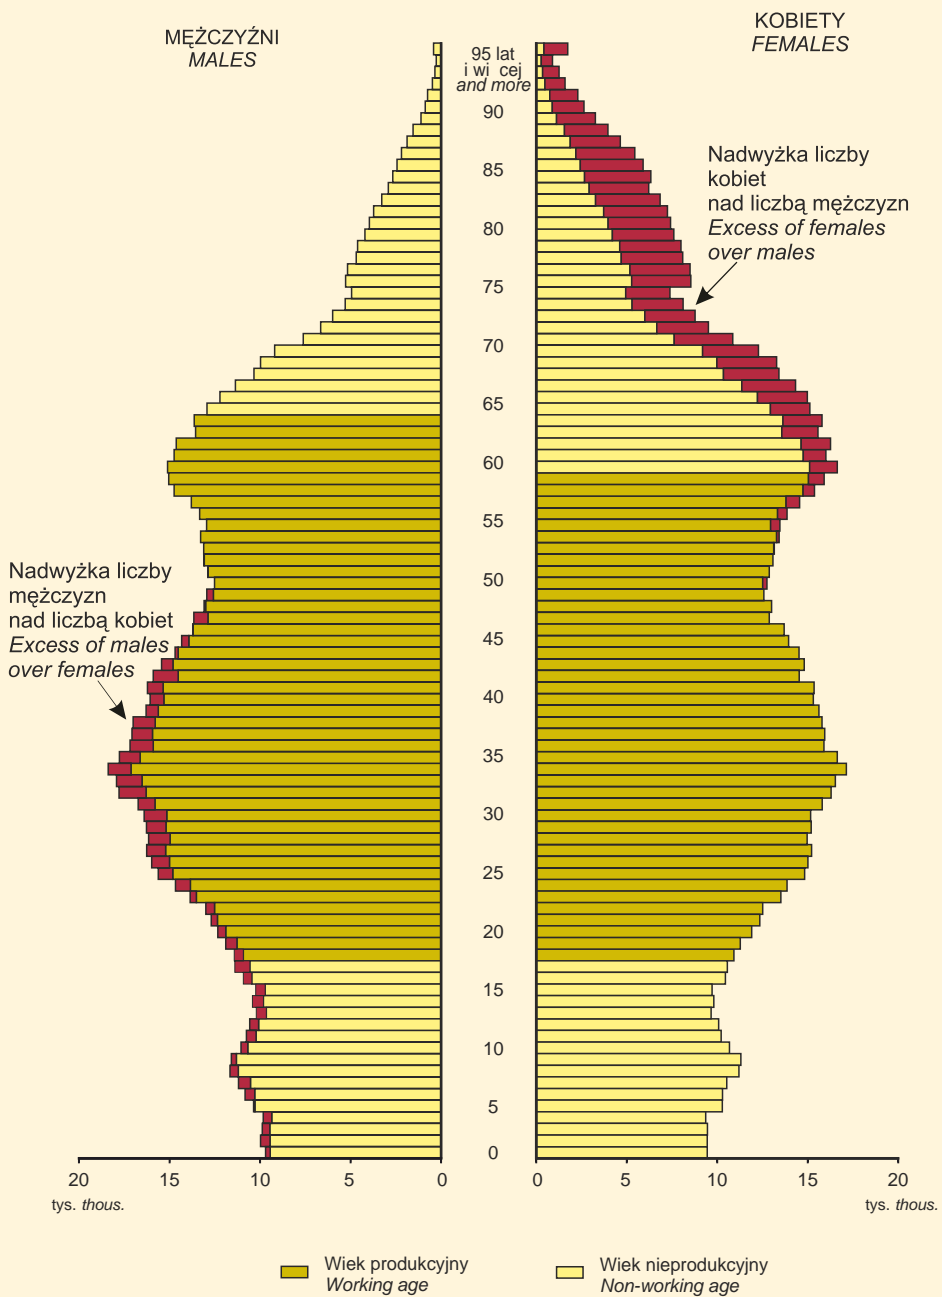 MĘŻCZYŹNI
MALES
KOBIETY
FEMALES
95 lat
i wi cej
and more
90
85
80
75
70
65
60
55
50
45
40
35
30
25
20
15
10
5
0
Nadwyżka liczby
kobiet
nad liczbą mężczyzn
Excess of females
over males
Nadwyżka liczby
mężczyzn
nad liczbą kobiet
Excess of males
over females
20 15 10 5 0 0 5 10 15 20
tys. thous. tys. thous.
Wiek produkcyjny
Working age
Wiek nieprodukcyjny
Non-working age